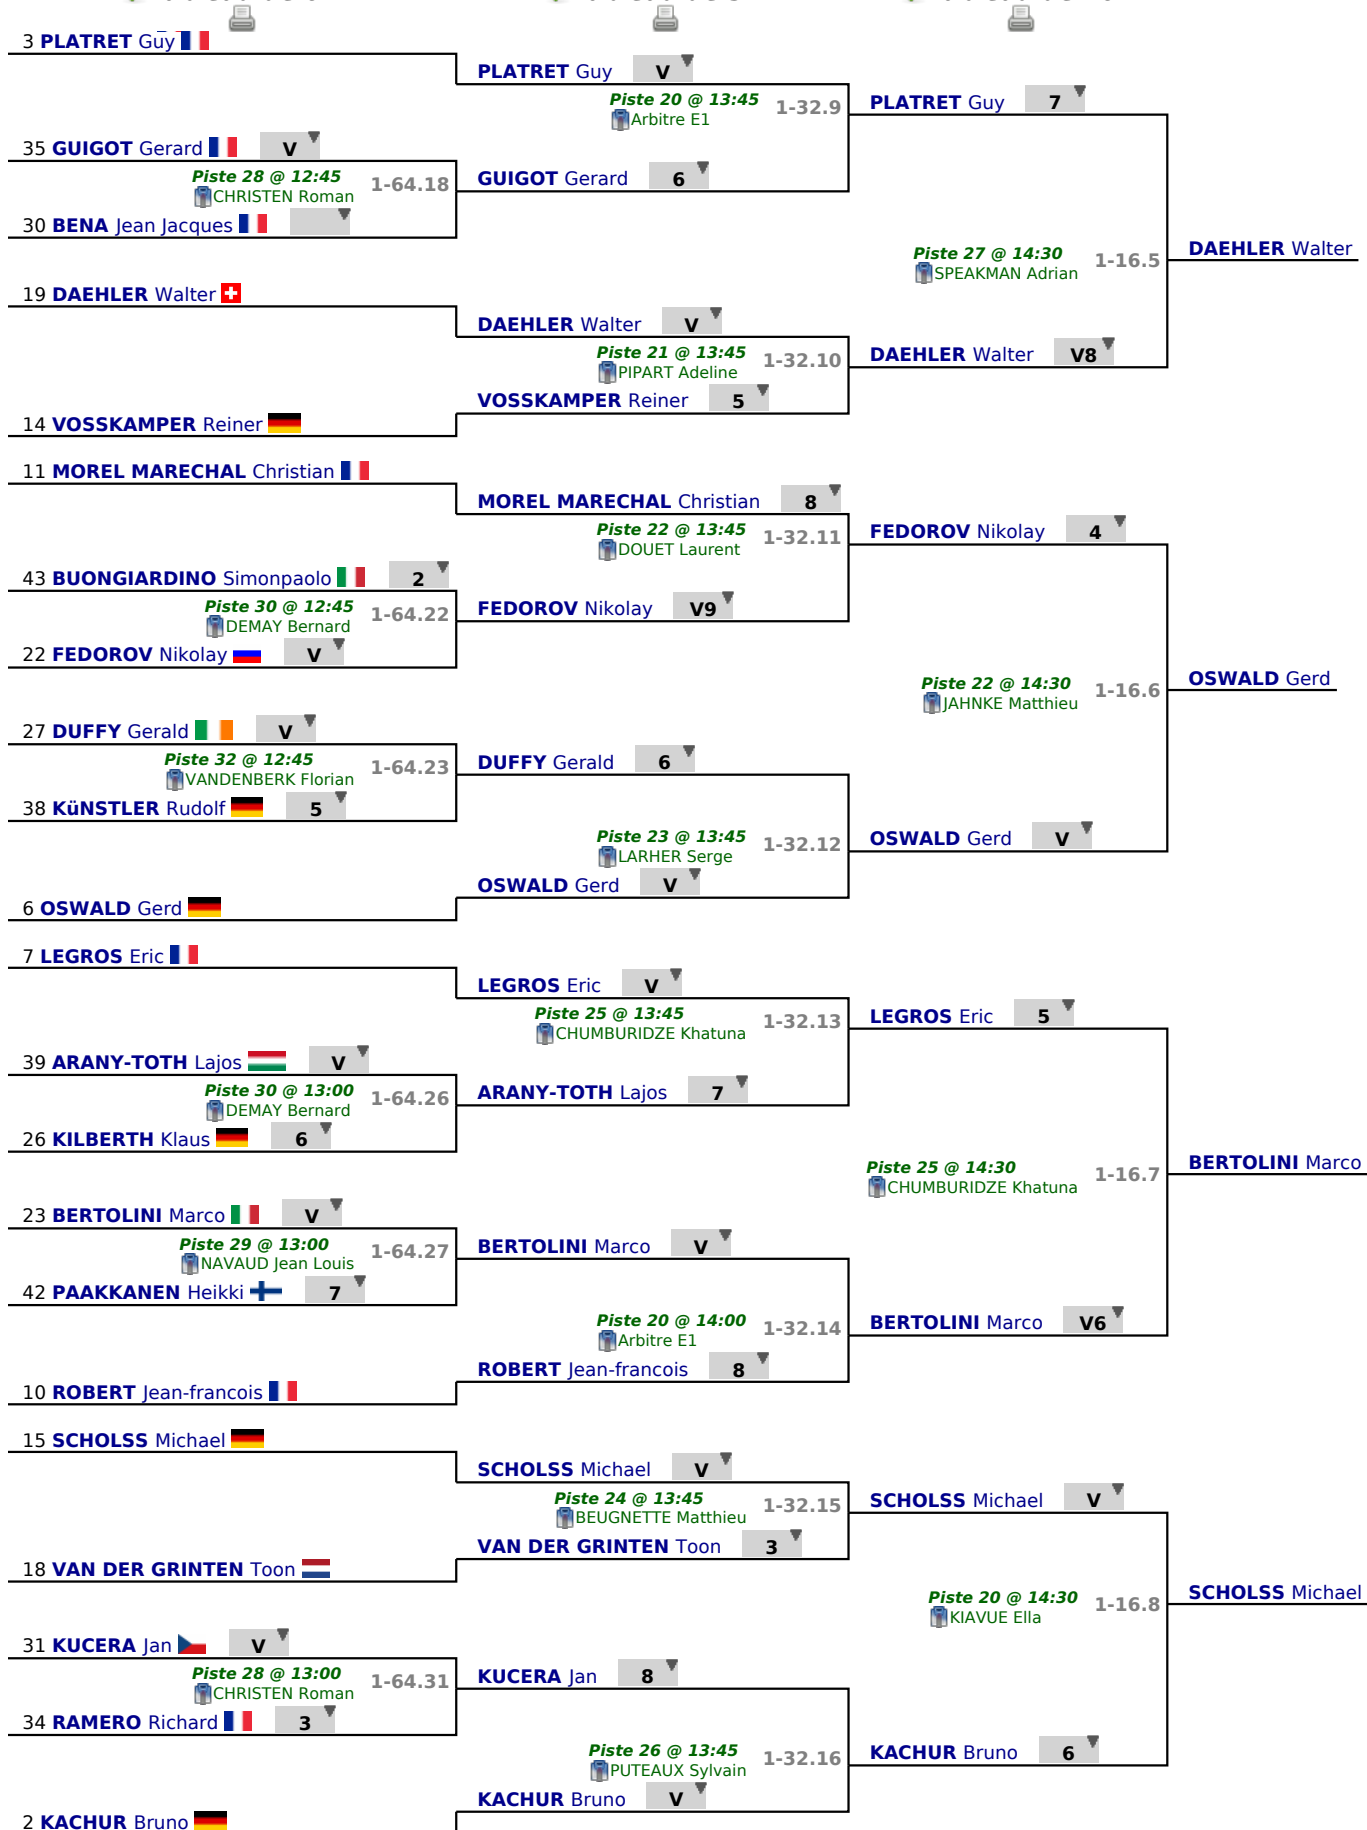 3 PLATRET Guy
PLATRET Guy V
Piste 20 @ 13:45 1-32.9
Arbitre E1
PLATRET Guy 7
35 GUIGOT Gerard V
Piste 28 @ 12:45 1-64.18
CHRISTEN Roman
GUIGOT Gerard 6
30 BENA Jean Jacques
Piste 27 @ 14:30 1-16.5
SPEAKMAN Adrian
DAEHLER Walter
19 DAEHLER Walter
DAEHLER Walter V
Piste 21 @ 13:45 1-32.10
PIPART Adeline
DAEHLER Walter V8
VOSSKAMPER Reiner 5
14 VOSSKAMPER Reiner
11 MOREL MARECHAL Christian
MOREL MARECHAL Christian 8
Piste 22 @ 13:45 1-32.11
DOUET Laurent
FEDOROV Nikolay 4
43 BUONGIARDINO Simonpaolo 2
Piste 30 @ 12:45 1-64.22
DEMAY Bernard
FEDOROV Nikolay V9
22 FEDOROV Nikolay V
Piste 22 @ 14:30 1-16.6
JAHNKE Matthieu
OSWALD Gerd
27 DUFFY Gerald V
Piste 32 @ 12:45 1-64.23
VANDENBERK Florian
DUFFY Gerald 6
38 KüNSTLER Rudolf 5
Piste 23 @ 13:45 1-32.12
LARHER Serge
OSWALD Gerd V
OSWALD Gerd V
6 OSWALD Gerd
7 LEGROS Eric
LEGROS Eric V
Piste 25 @ 13:45 1-32.13
CHUMBURIDZE Khatuna
LEGROS Eric 5
39 ARANY-TOTH Lajos V
Piste 30 @ 13:00 1-64.26
DEMAY Bernard
ARANY-TOTH Lajos 7
26 KILBERTH Klaus 6
Piste 25 @ 14:30 1-16.7
CHUMBURIDZE Khatuna
BERTOLINI Marco
23 BERTOLINI Marco V
Piste 29 @ 13:00 1-64.27
NAVAUD Jean Louis
BERTOLINI Marco V
42 PAAKKANEN Heikki 7
Piste 20 @ 14:00 1-32.14
Arbitre E1
BERTOLINI Marco V6
ROBERT Jean-francois 8
10 ROBERT Jean-francois
15 SCHOLSS Michael
SCHOLSS Michael V
Piste 24 @ 13:45 1-32.15
BEUGNETTE Matthieu
SCHOLSS Michael V
VAN DER GRINTEN Toon 3
18 VAN DER GRINTEN Toon
Piste 20 @ 14:30 1-16.8
KIAVUE Ella
SCHOLSS Michael
31 KUCERA Jan V
Piste 28 @ 13:00 1-64.31
CHRISTEN Roman
KUCERA Jan 8
34 RAMERO Richard 3
Piste 26 @ 13:45 1-32.16
PUTEAUX Sylvain
KACHUR Bruno 6
KACHUR Bruno V
2 KACHUR Bruno